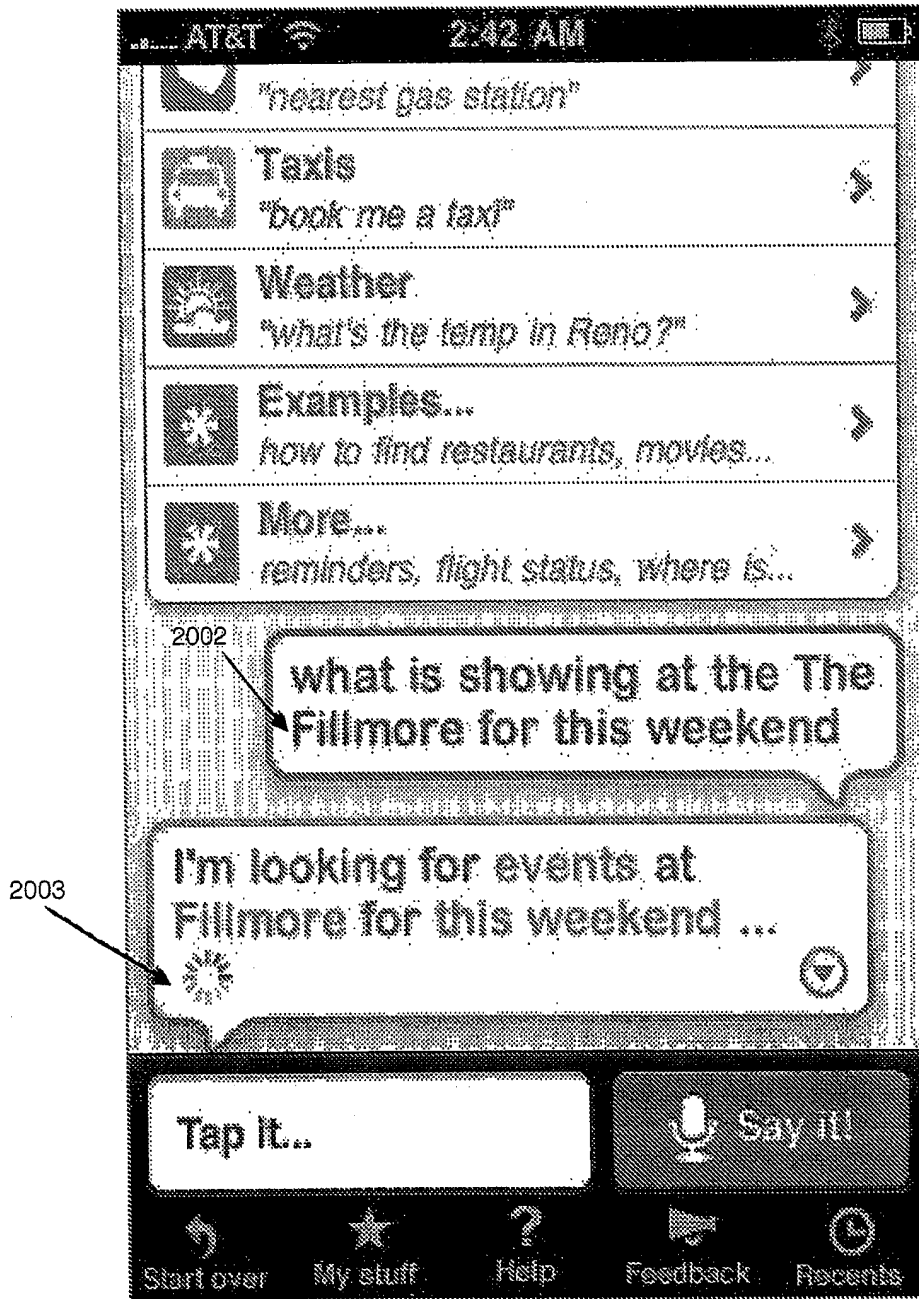 AT&T 2:42 AM
"nearest gas station"
Taxis
"book me a taxi"
Weather
"what's the temp in Reno?"
Examples...
how to find restaurants, movies...
More...
reminders, flight status, where is...
2002
what is showing at the The
Fillmore for this weekend
I'm looking for events at
Fillmore for this weekend ...
2003
Tap it...
Say it!
Start over My stuff Help Feedback Recents